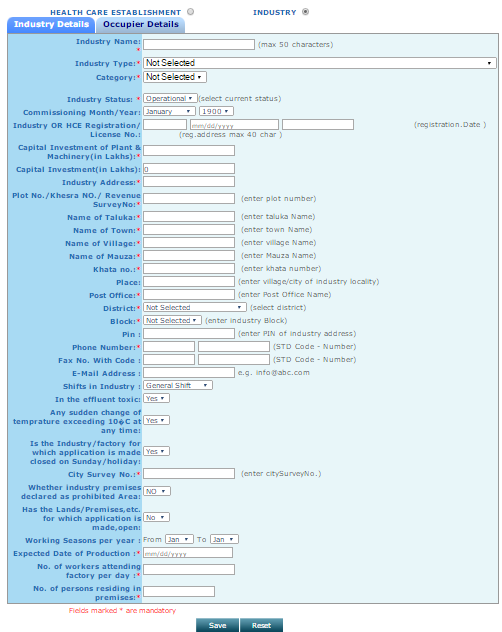 HEALTH CARE ESTABLISHMENT INDUSTRY
Industry Details Occupier Details
Industry Name: (max 50 characters)
*
Industry Type:* Not Selected
Category:* Not Selected
Industry Status: * Operational (select current status)
Commissioning Month/Year: January 1900
Industry OR HCE Registration/ mm/dd/yyyy (registration.Date )
License No.: (reg.address max 40 char )
Capital Investment of Plant &
Machinery(in Lakhs):*
Capital Investment(in Lakhs): 0
Industry Address:*
Plot No./Khesra NO./ Revenue
SurveyNo:* (enter plot number)
Name of Taluka:* (enter taluka Name)
Name of Town:* (enter town Name)
Name of Village:* (enter village Name)
Name of Mauza:* (enter Mauza Name)
Khata no.:* (enter khata number)
Place: (enter village/city of industry locality)
Post Office:* (enter Post Office Name)
District:* Not Selected (select district)
Block:* Not Selected (enter industry Block)
Pin : (enter PIN of industry address)
Phone Number:* (STD Code - Number)
Fax No. With Code : (STD Code - Number)
E-Mail Address : e.g. info@abc.com
Shifts in Industry : General Shift
In the effluent toxic: Yes
Any sudden change of
temprature exceeding 10�C at Yes
any time:
Is the Industry/factory for
which application is made Yes
closed on Sunday/holiday:
City Survey No.:* (enter citySurveyNo.)
Whether industry premises
declared as prohibited Area: NO
Has the Lands/Premises,etc.
for which application is No
made,open:
Working Seasons per year : From Jan To Jan
Expected Date of Production :* mm/dd/yyyy
No. of workers attending
factory per day :*
No. of persons residing in
premises:*
Fields marked * are mandatory
Save Reset